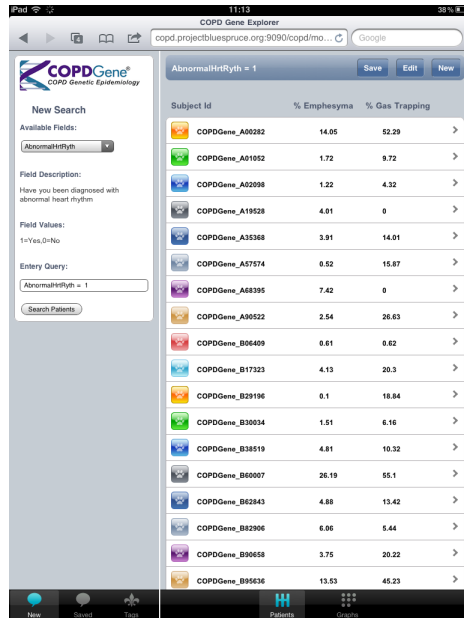 iPad 11:13 38%
COPD Gene Explorer
4 copd.projectbluespruce.org:9090/copd/mo... Google
COPDGene®
COPD Genetic Epidemiology
New Search
Available Fields:
AbnormalHrtRyth
Field Description:
Have you been diagnosed with
abnormal heart rhythm
Field Values:
1=Yes,0=No
Entery Query:
AbnormalHrtRyth = 1
Search Patients
AbnormalHrtRyth = 1 Save Edit New
Subject Id % Emphesyma % Gas Trapping
COPDGene_A00282 14.05 52.29
COPDGene_A01052 1.72 9.72
COPDGene_A02098 1.22 4.32
COPDGene_A19528 4.01 0
COPDGene_A35368 3.91 14.01
COPDGene_A57574 0.52 15.87
COPDGene_A68395 7.42 0
COPDGene_A90522 2.54 26.63
COPDGene_B06409 0.61 0.62
COPDGene_B17323 4.13 20.3
COPDGene_B29196 0.1 18.84
COPDGene_B30034 1.51 6.16
COPDGene_B38519 4.81 10.32
COPDGene_B60007 26.19 55.1
COPDGene_B62843 4.88 13.42
COPDGene_B82906 6.06 5.44
COPDGene_B90658 3.75 20.22
COPDGene_B95636 13.53 45.23
New Saved Tags Patients Graphs